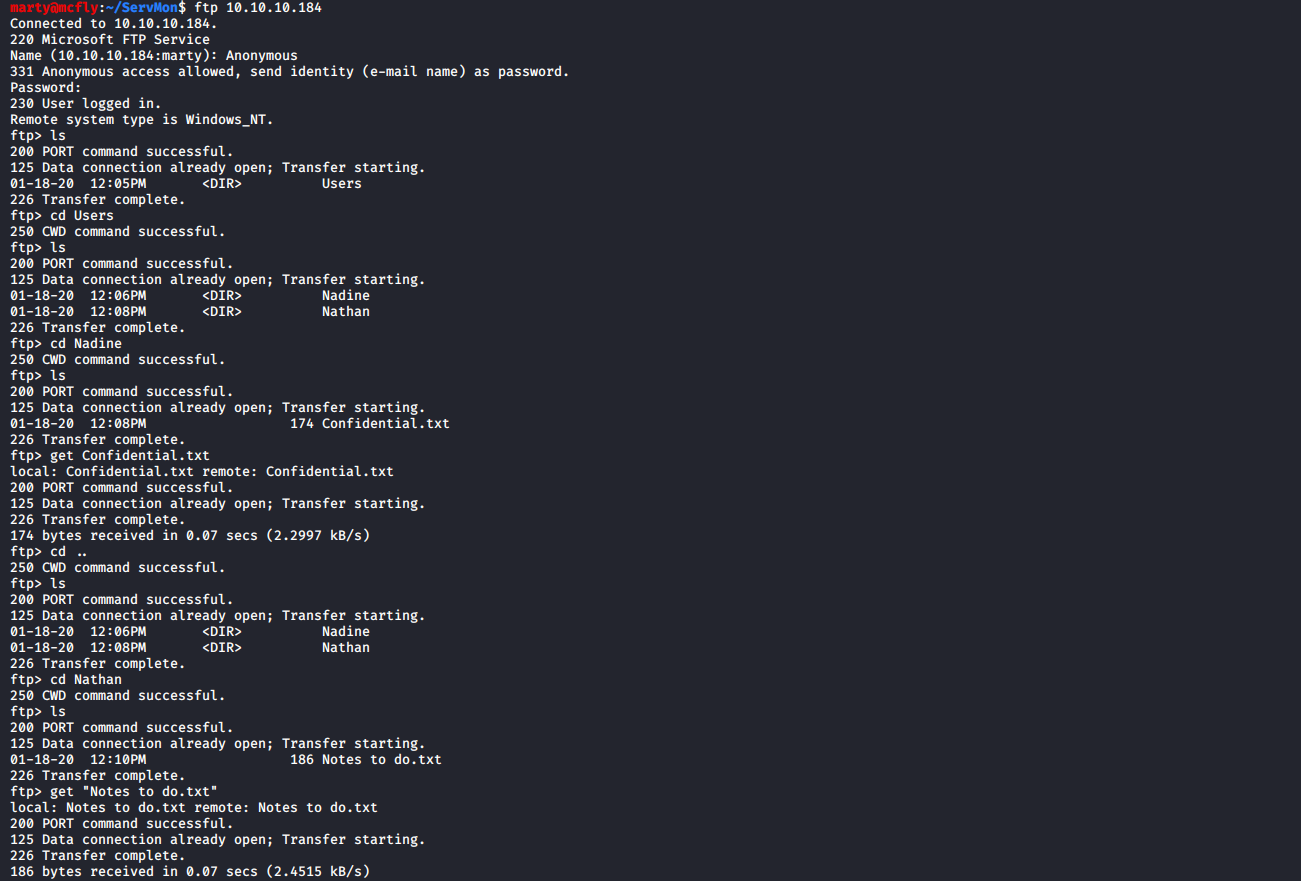 marty@mcfly:~/ServMon$ ftp 10.10.10.184
Connected to 10.10.10.184.
220 Microsoft FTP Service
Name (10.10.10.184:marty): Anonymous
331 Anonymous access allowed, send identity (e-mail name) as password.
Password:
230 User logged in.
Remote system type is Windows_NT.
ftp> ls
200 PORT command successful.
125 Data connection already open; Transfer starting.
01-18-20  12:05PM       <DIR>          Users
226 Transfer complete.
ftp> cd Users
250 CWD command successful.
ftp> ls
200 PORT command successful.
125 Data connection already open; Transfer starting.
01-18-20  12:06PM       <DIR>          Nadine
01-18-20  12:08PM       <DIR>          Nathan
226 Transfer complete.
ftp> cd Nadine
250 CWD command successful.
ftp> ls
200 PORT command successful.
125 Data connection already open; Transfer starting.
01-18-20  12:08PM                  174 Confidential.txt
226 Transfer complete.
ftp> get Confidential.txt
local: Confidential.txt remote: Confidential.txt
200 PORT command successful.
125 Data connection already open; Transfer starting.
226 Transfer complete.
174 bytes received in 0.07 secs (2.2997 kB/s)
ftp> cd ..
250 CWD command successful.
ftp> ls
200 PORT command successful.
125 Data connection already open; Transfer starting.
01-18-20  12:06PM       <DIR>          Nadine
01-18-20  12:08PM       <DIR>          Nathan
226 Transfer complete.
ftp> cd Nathan
250 CWD command successful.
ftp> ls
200 PORT command successful.
125 Data connection already open; Transfer starting.
01-18-20  12:10PM                  186 Notes to do.txt
226 Transfer complete.
ftp> get "Notes to do.txt"
local: Notes to do.txt remote: Notes to do.txt
200 PORT command successful.
125 Data connection already open; Transfer starting.
226 Transfer complete.
186 bytes received in 0.07 secs (2.4515 kB/s)